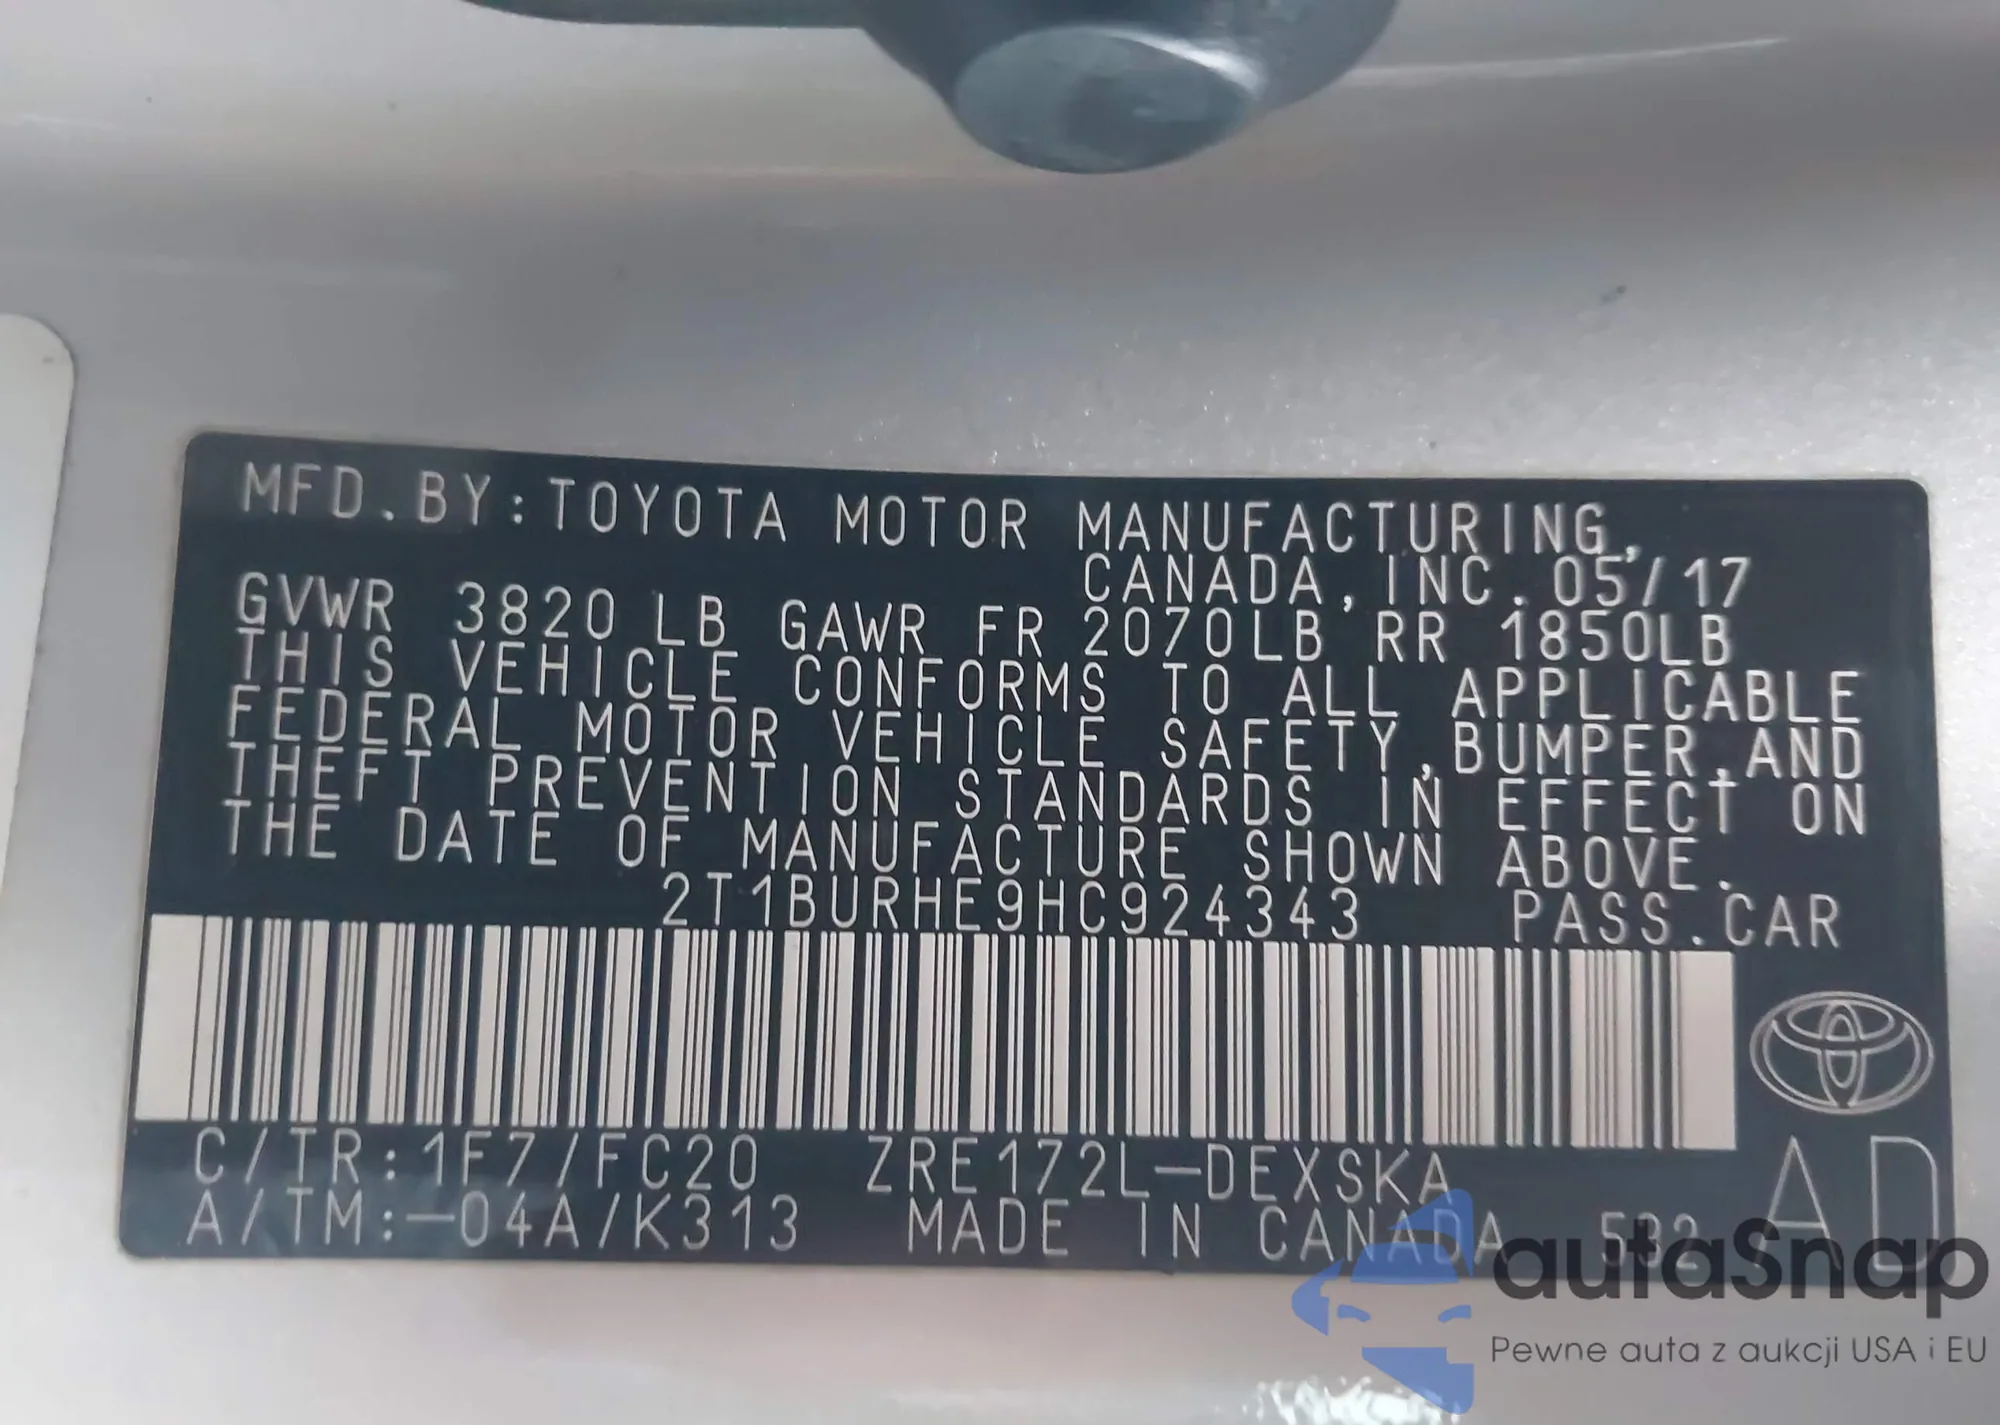 MFD. BY: TOYOTA MOTOR MANUFACTURING,
CANADA, INC. 05/17
GVWR 3820 LB GAWR FR 2070LB RR 1850LB
THIS VEHICLE CONFORMS TO ALL APPLICABLE
FEDERAL MOTOR VEHICLE SAFETY, BUMPER, AND
THEFT PREVENTION STANDARDS IN EFFECT ON
THE DATE OF MANUFACTURE SHOWN ABOVE.
2T1BURHE9HC924343 PASS. CAR
C/TR: 1F7/FC20 ZRE172L-DEXSKA
A/TM: -04A/K313 MADE IN CANADA 532
AD
autaSnap
Pewne auta z aukcji USA i EU